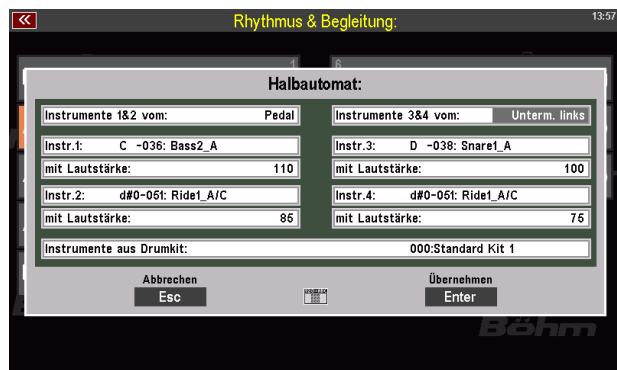 Rhythmus & Begleitung:
13:57
1
6
Halbautomat:
Instrumente 1&2 vom: Pedal
Instrumente 3&4 vom: Unterm. links
Instr.1: C -036: Bass2_A
Instr.3: D -038: Snare1_A
mit Lautstärke: 110
mit Lautstärke: 100
Instr.2: d#0-051: Ride1_A/C
Instr.4: d#0-051: Ride1_A/C
mit Lautstärke: 85
mit Lautstärke: 75
Instrumente aus Drumkit: 000:Standard Kit 1
Abbrechen
Übernehmen
Esc
Enter
Böhm